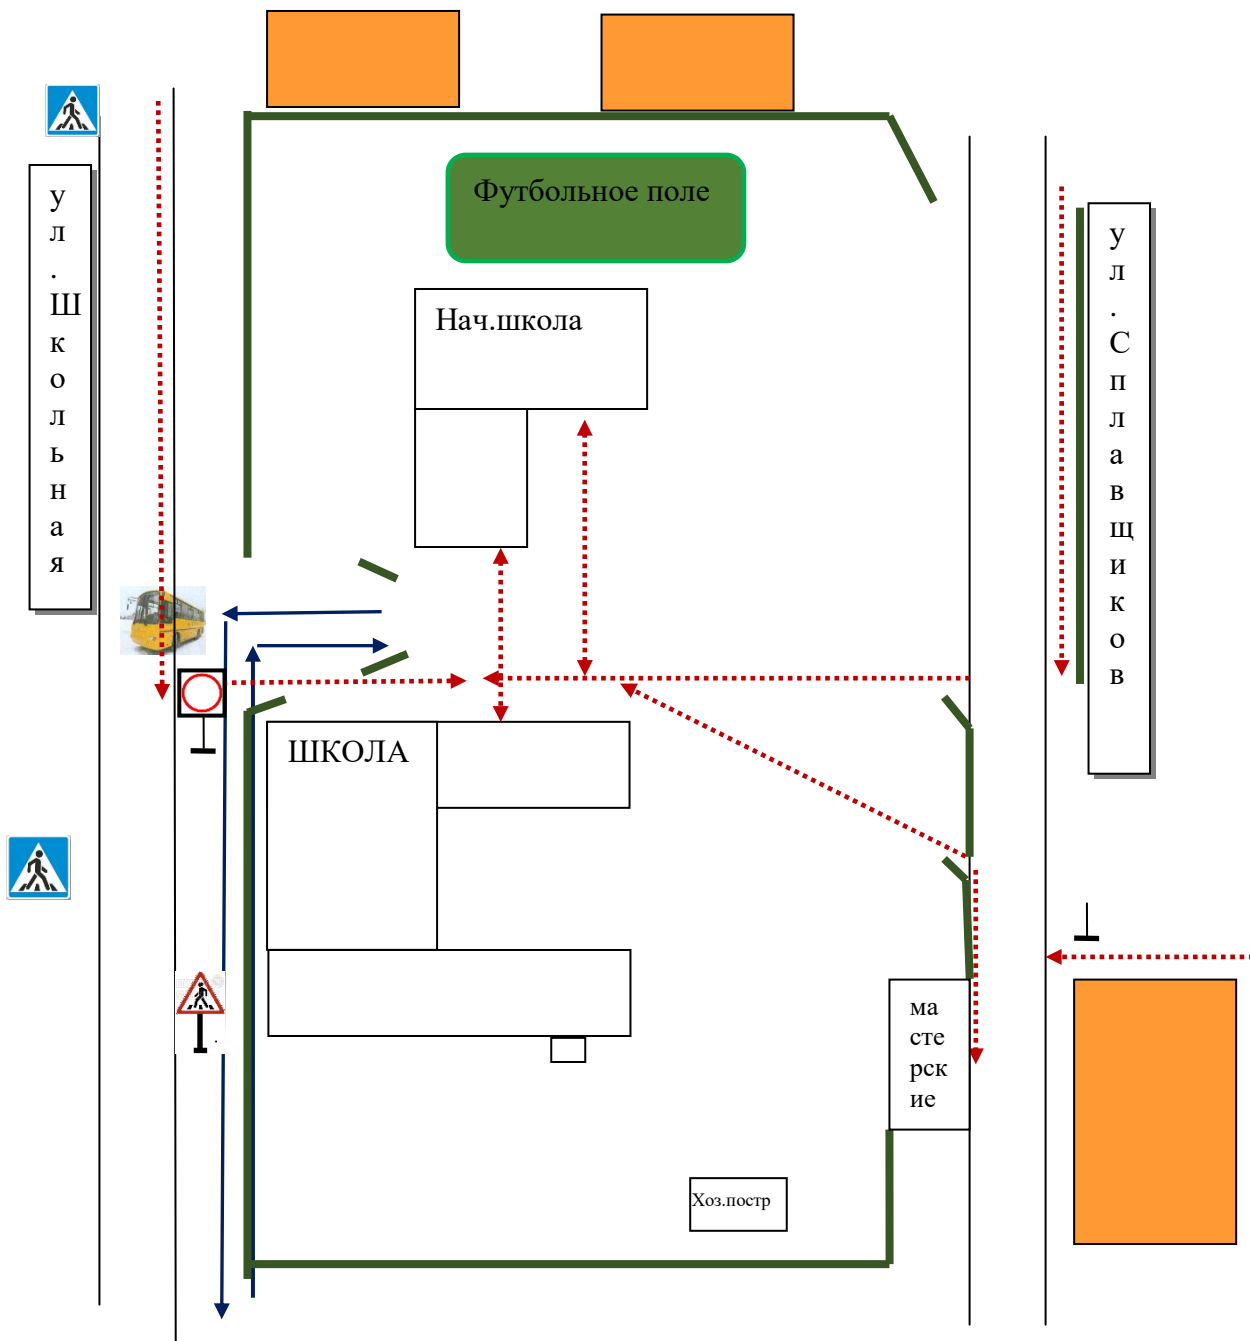 Футбольное поле
ул.Школьная
ул.Сплавщиков
Нач.школа
ШКОЛА
ма
сте
рск
ие
Хоз.постр